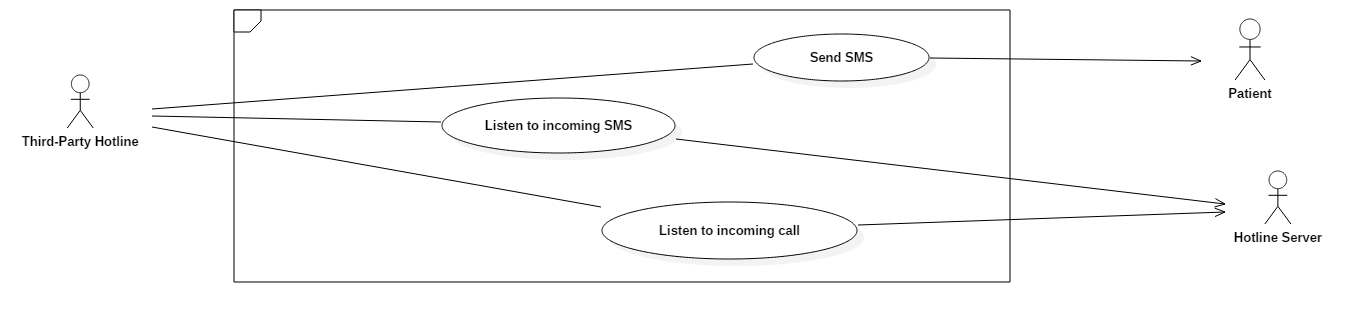 Send SMS
Patient
Third-Party Hotline
Listen to incoming SMS
Listen to incoming call
Hotline Server